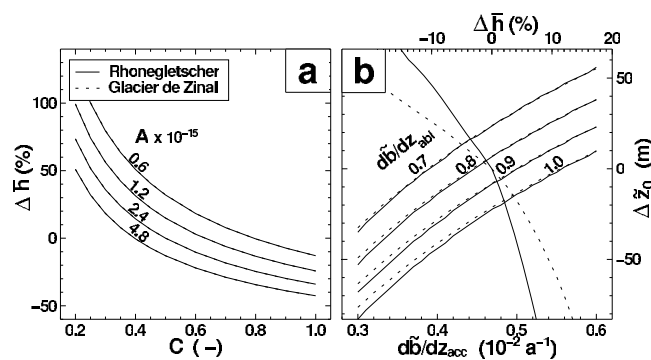 Δh̅ (%)
−10 0 10 20
a
b
Rhonegletscher
Glacier de Zinal
A x 10⁻¹⁵
0.6
1.2
2.4
4.8
100
50
0
−50
Δh̅ (%)
0.2 0.4 0.6 0.8 1.0
C (−)
db̃/dz_abl
0.7 0.8 0.9 1.0
50
0
−50
Δz̃₀ (m)
0.3 0.4 0.5 0.6
db̃/dz_acc (10⁻² a⁻¹)